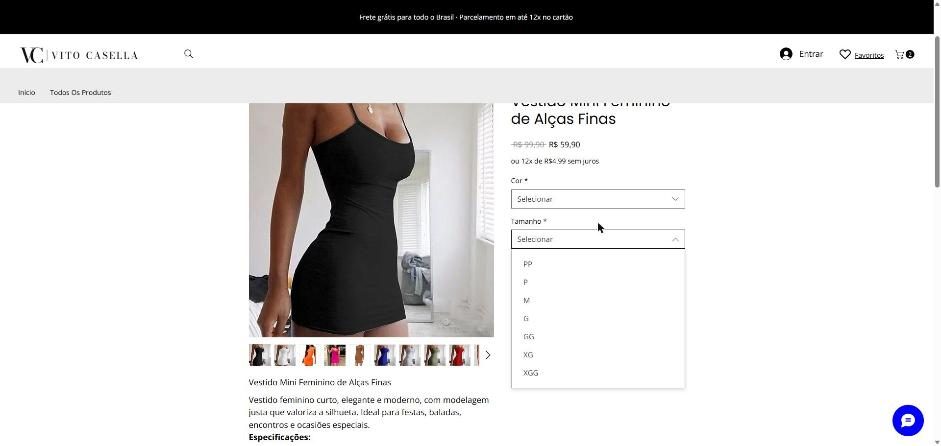 Frete grátis para todo o Brasil · Parcelamento em até 12x no cartão
VC | VITO CASELLA
Entrar
Favoritos
2
Início
Todos Os Produtos
Vestido Mini Feminino
de Alças Finas
R$ 99,90 R$ 59,90
ou 12x de R$4.99 sem juros
Cor *
Selecionar
Tamanho *
Selecionar
PP
P
M
G
GG
XG
XGG
Vestido Mini Feminino de Alças Finas
Vestido feminino curto, elegante e moderno, com modelagem
justa que valoriza a silhueta. Ideal para festas, baladas,
encontros e ocasiões especiais.
Especificações: